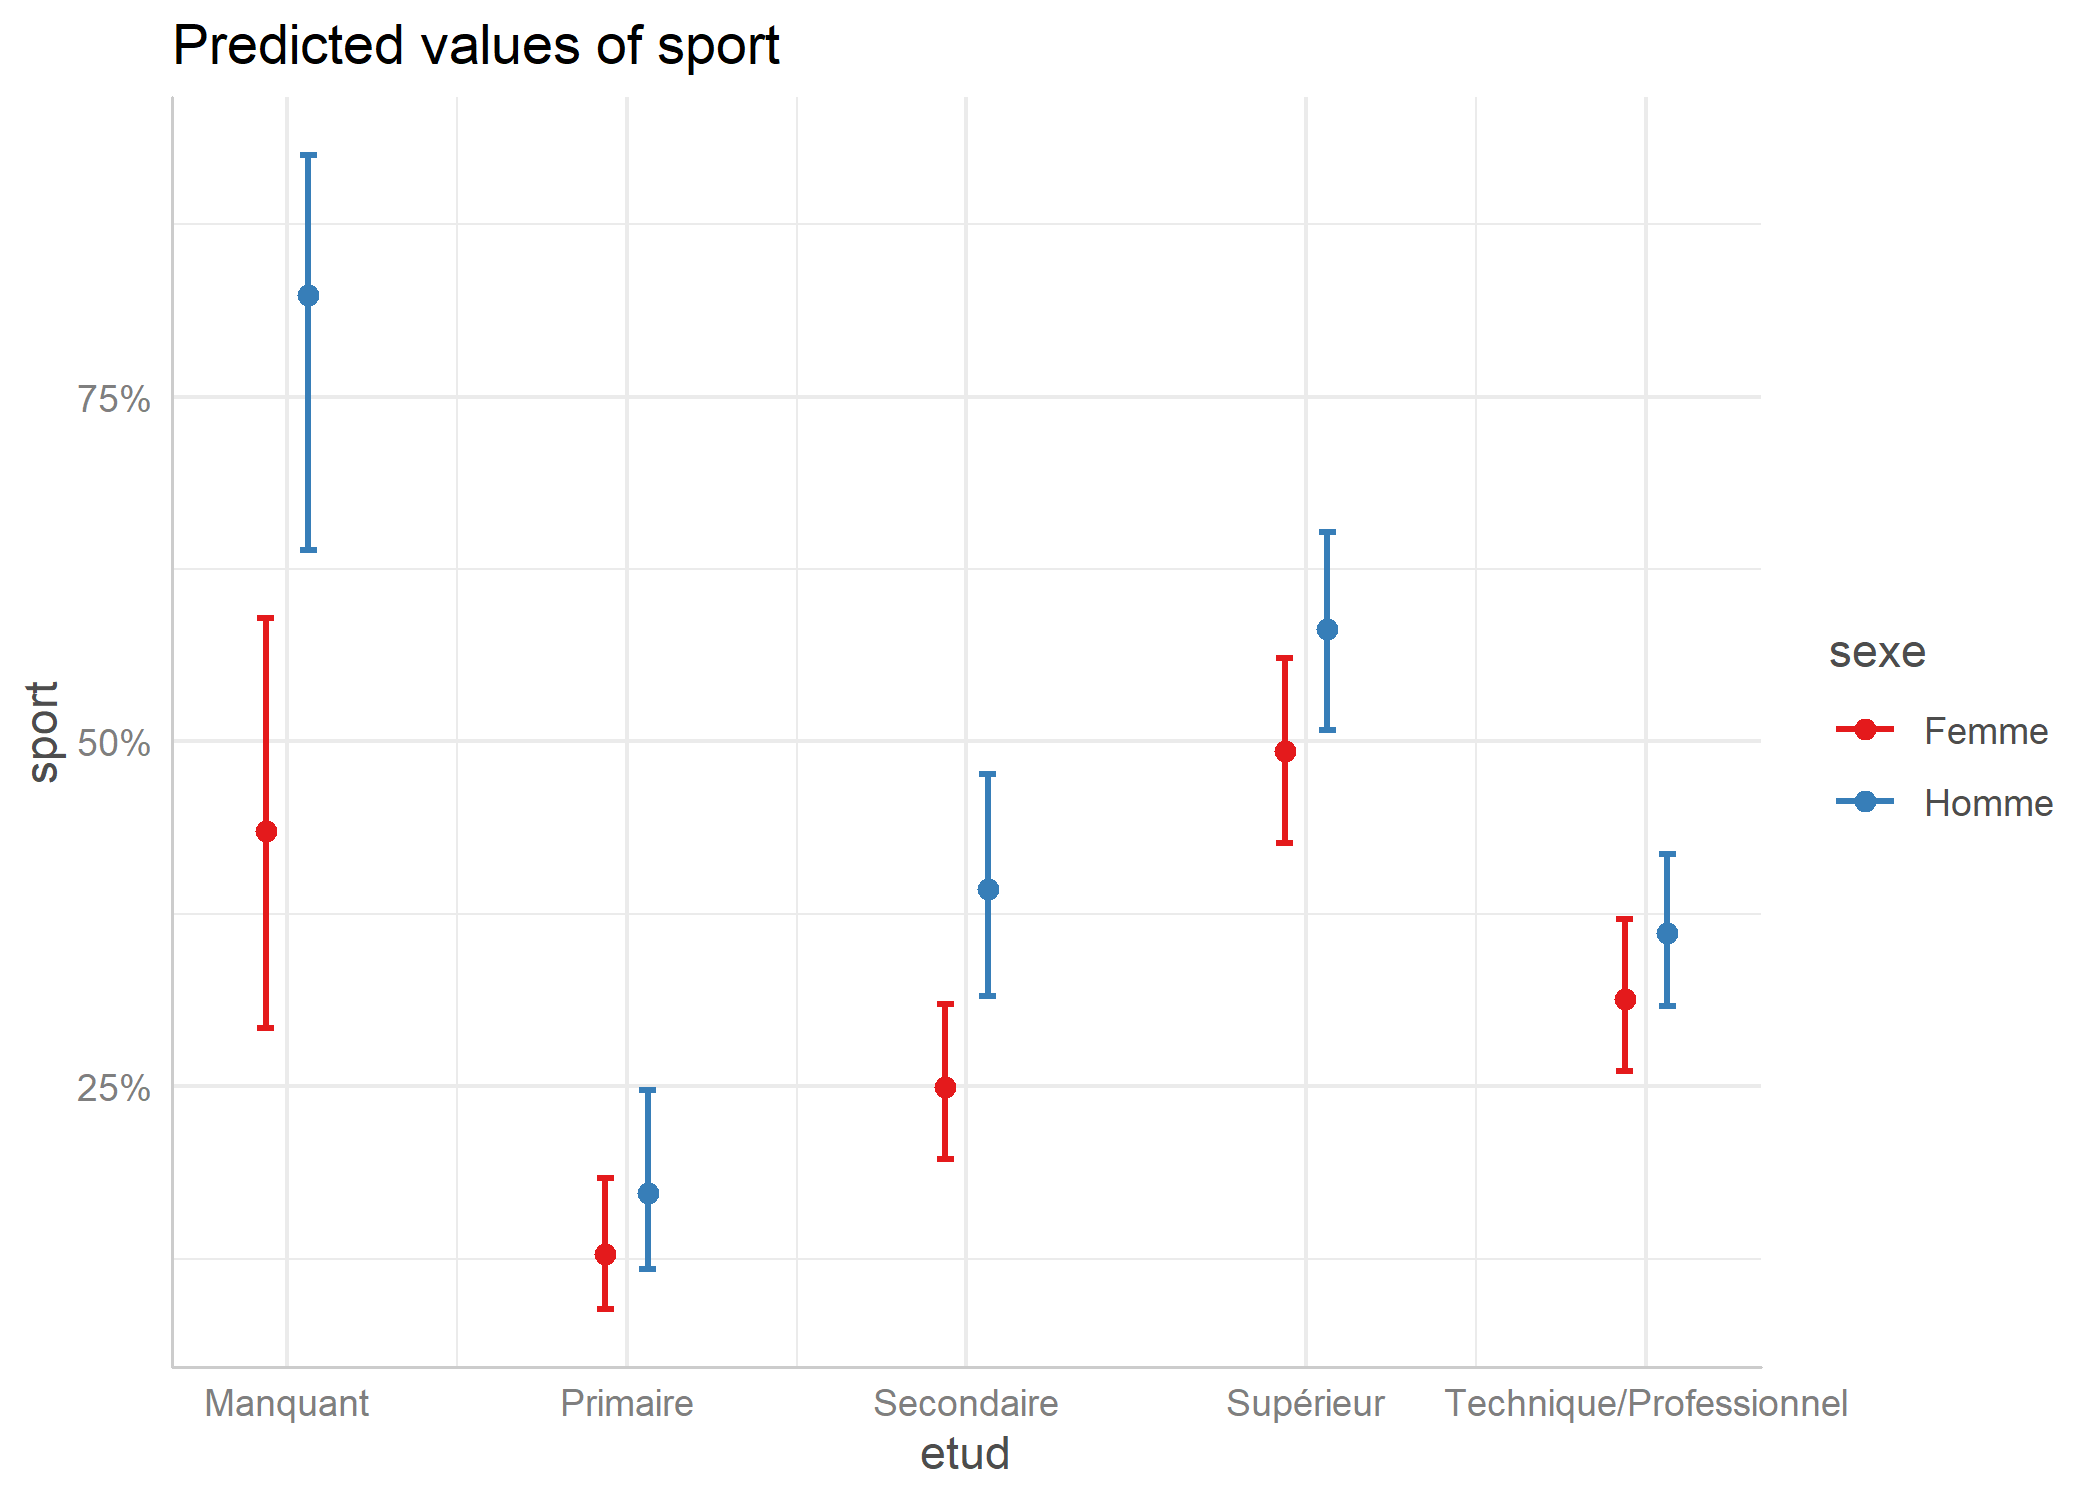 Predicted values of sport
75%
50%
25%
sport
Manquant
Primaire
Secondaire
Supérieur
Technique/Professionnel
etud
sexe
Femme
Homme